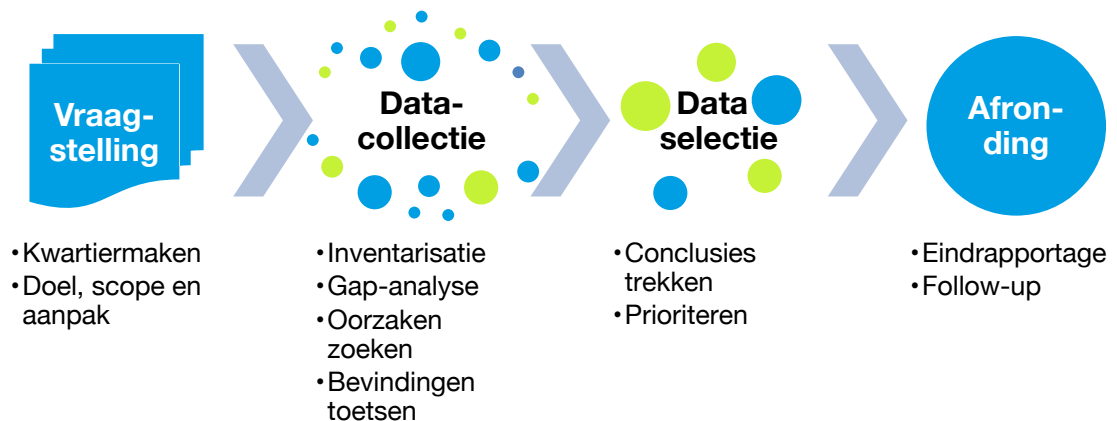 Vraag-
stelling
Data-
collectie
Data
selectie
Afron-
ding
•Kwartiermaken
•Doel, scope en
aanpak
•Inventarisatie
•Gap-analyse
•Oorzaken
zoeken
•Bevindingen
toetsen
•Conclusies
trekken
•Prioriteren
•Eindrapportage
•Follow-up